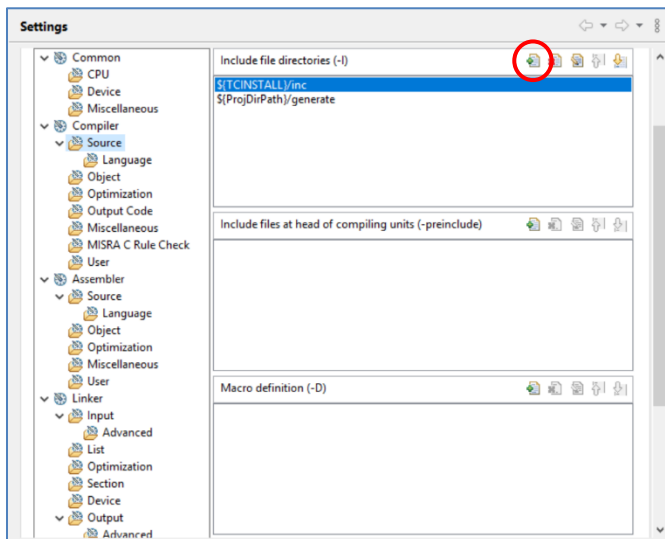 Settings
Common
CPU
Device
Miscellaneous
Compiler
Source
Language
Object
Optimization
Output Code
Miscellaneous
MISRA C Rule Check
User
Assembler
Source
Language
Object
Optimization
Miscellaneous
User
Linker
Input
Advanced
List
Optimization
Section
Device
Output
Advanced
Include file directories (-I)
${TCINSTALL}/inc
${ProjDirPath}/generate
Include files at head of compiling units (-preinclude)
Macro definition (-D)